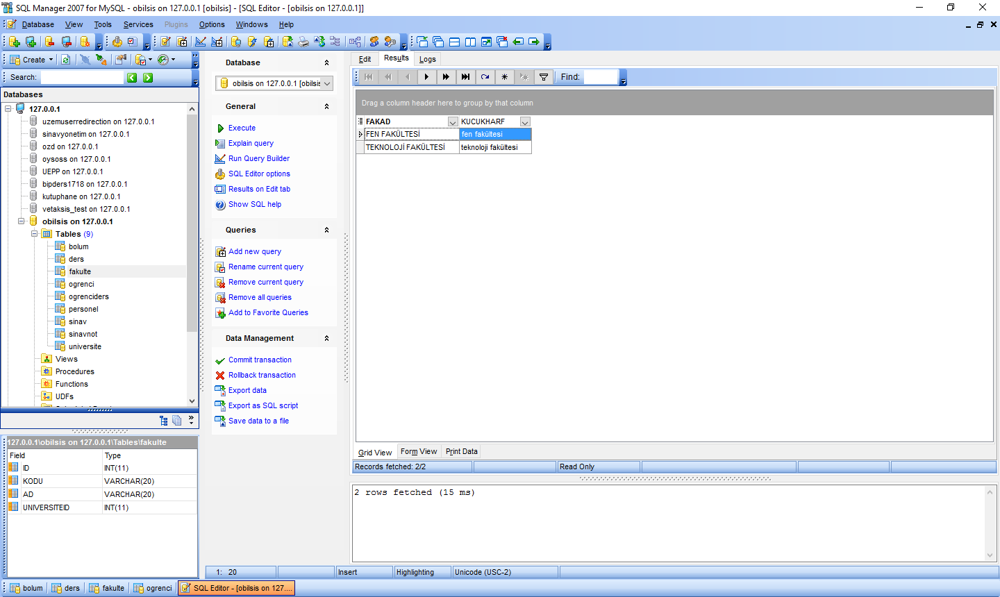 SQL Manager 2007 for MySQL - obilsis on 127.0.0.1 [obilsis] - [SQL Editor - [obilsis on 127.0.0.1]]
Database View Tools Services Plugins Options Windows Help
Create
Search:
Databases
127.0.0.1
uzemuserredirection on 127.0.0.1
sinavyonetim on 127.0.0.1
ozd on 127.0.0.1
oysoss on 127.0.0.1
UEPP on 127.0.0.1
bipders1718 on 127.0.0.1
kutuphane on 127.0.0.1
vetaksis_test on 127.0.0.1
obilsis on 127.0.0.1
Tables (9)
bolum
ders
fakulte
ogrenci
ogrenciders
personel
sinav
sinavnot
universite
Views
Procedures
Functions
UDFs
127.0.0.1\obilsis on 127.0.0.1\Tables\fakulte
Field Type
ID INT(11)
KODU VARCHAR(20)
AD VARCHAR(20)
UNIVERSITEID INT(11)
Database
obilsis on 127.0.0.1 [obilsis
General
Execute
Explain query
Run Query Builder
SQL Editor options
Results on Edit tab
Show SQL help
Queries
Add new query
Rename current query
Remove current query
Remove all queries
Add to Favorite Queries
Data Management
Commit transaction
Rollback transaction
Export data
Export as SQL script
Save data to a file
Edit Results Logs
Find:
Drag a column header here to group by that column
FAKAD KUCUKHARF
FEN FAKÜLTESİ fen fakültesi
TEKNOLOJİ FAKÜLTESİ teknoloji fakültesi
Grid View Form View Print Data
Records fetched: 2/2 Read Only
2 rows fetched (15 ms)
1: 20 Insert Highlighting Unicode (USC-2)
bolum ders fakulte ogrenci SQL Editor - [obilsis on 127....